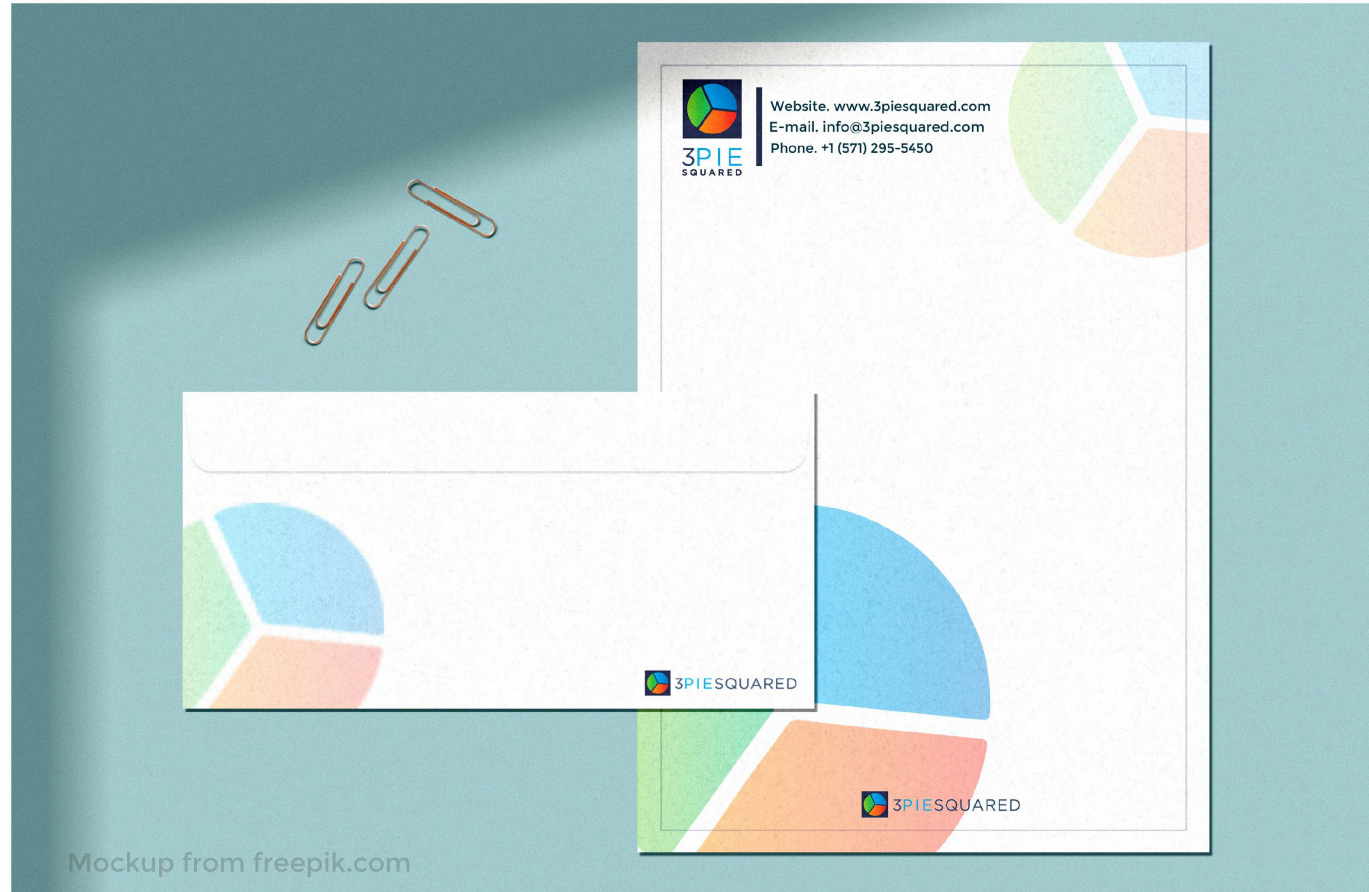 Website. www.3piesquared.com
E-mail. info@3piesquared.com
Phone. +1 (571) 295-5450
3PIE
SQUARED
3PIESQUARED
3PIESQUARED
Mockup from freepik.com